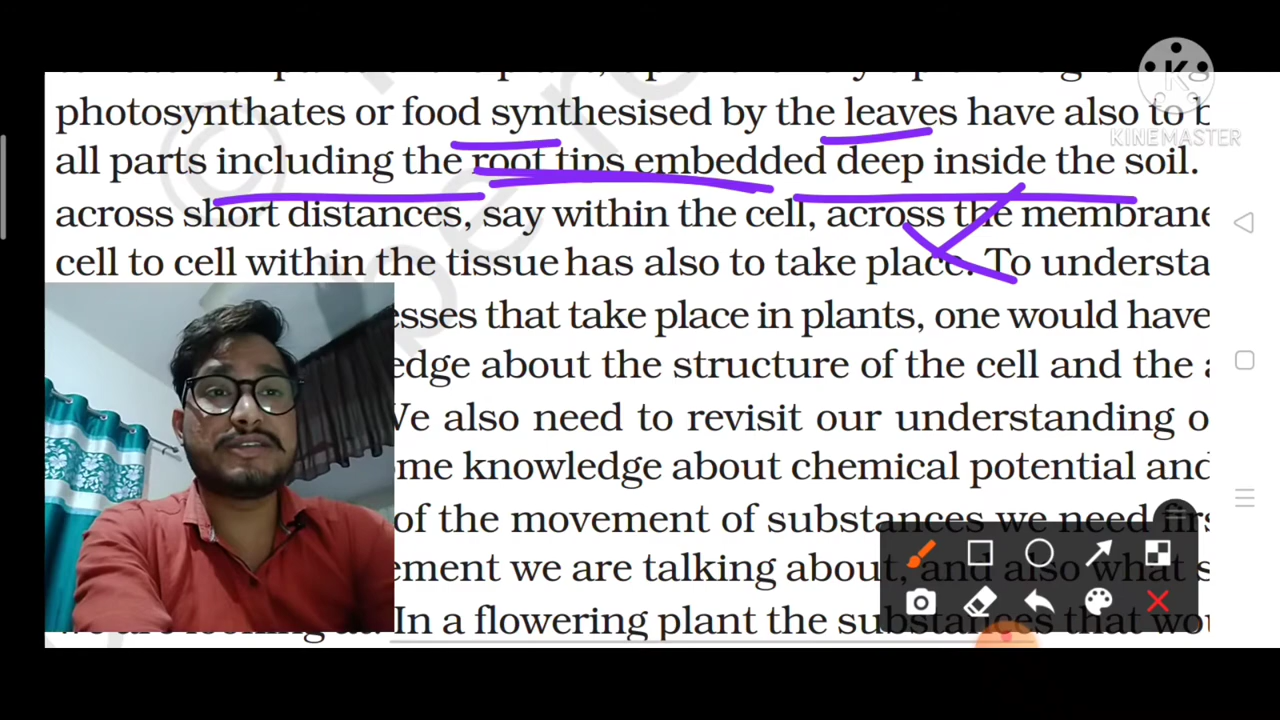 photosynthates or food synthesised by the leaves have also to b
all parts including the root tips embedded deep inside the soil.
across short distances, say within the cell, across the membrane
cell to cell within the tissue has also to take place. To understa
esses that take place in plants, one would have
edge about the structure of the cell and the a
We also need to revisit our understanding o
ome knowledge about chemical potential and
of the movement of substances we need firs
ement we are talking about, and also what s
In a flowering plant the substances that wou
K
KINEMASTER